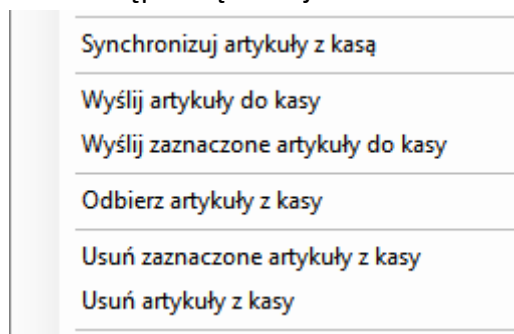 Synchronizuj artykuły z kasą
Wyślij artykuły do kasy
Wyślij zaznaczone artykuły do kasy
Odbierz artykuły z kasy
Usuń zaznaczone artykuły z kasy
Usuń artykuły z kasy